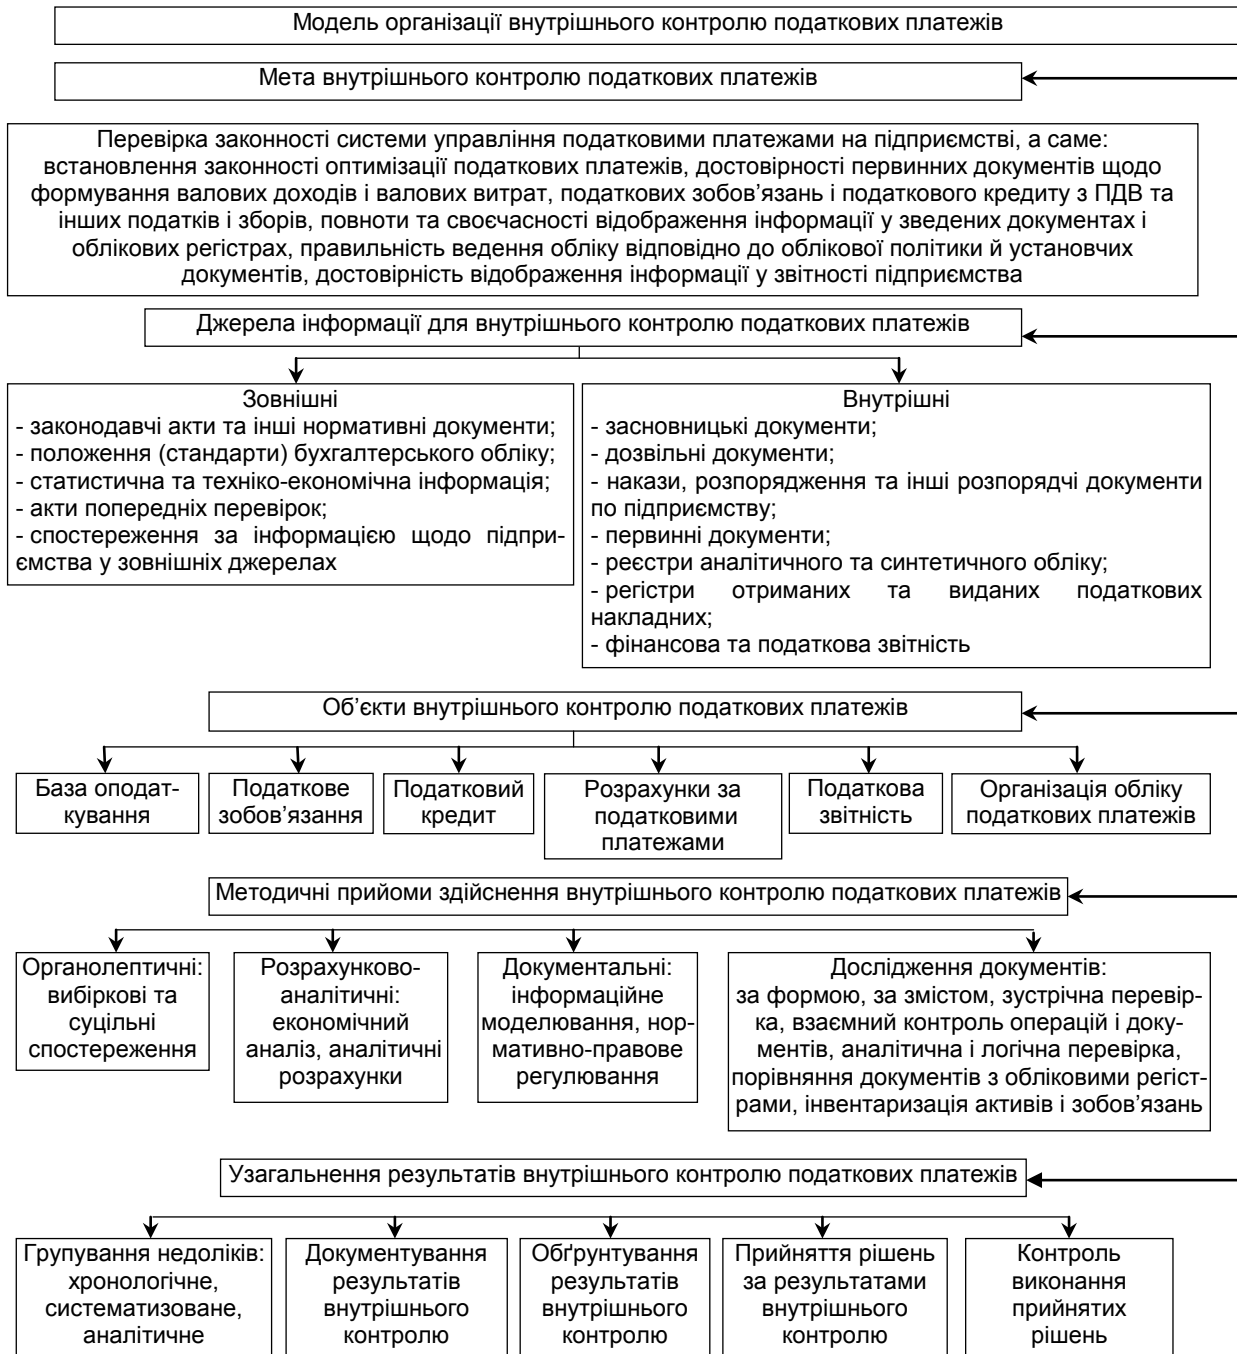 Модель організації внутрішнього контролю податкових платежів
Мета внутрішнього контролю податкових платежів
Перевірка законності системи управління податковими платежами на підприємстві, а саме:
встановлення законності оптимізації податкових платежів, достовірності первинних документів щодо
формування валових доходів і валових витрат, податкових зобов’язань і податкового кредиту з ПДВ та
інших податків і зборів, повноти та своєчасності відображення інформації у зведених документах і
облікових регістрах, правильність ведення обліку відповідно до облікової політики й установчих
документів, достовірність відображення інформації у звітності підприємства
Джерела інформації для внутрішнього контролю податкових платежів
Зовнішні
- законодавчі акти та інші нормативні документи;
- положення (стандарти) бухгалтерського обліку;
- статистична та техніко-економічна інформація;
- акти попередніх перевірок;
- спостереження за інформацією щодо підпри-
ємства у зовнішніх джерелах
Внутрішні
- засновницькі документи;
- дозвільні документи;
- накази, розпорядження та інші розпорядчі документи
по підприємству;
- первинні документи;
- реєстри аналітичного та синтетичного обліку;
- регістри отриманих та виданих податкових
накладних;
- фінансова та податкова звітність
Об’єкти внутрішнього контролю податкових платежів
База оподат-
кування
Податкове
зобов’язання
Податковий
кредит
Розрахунки за
податковими
платежами
Податкова
звітність
Організація обліку
податкових платежів
Методичні прийоми здійснення внутрішнього контролю податкових платежів
Органолептичні:
вибіркові та
суцільні
спостереження
Розрахунково-
аналітичні:
економічний
аналіз, аналітичні
розрахунки
Документальні:
інформаційне
моделювання, нор-
мативно-правове
регулювання
Дослідження документів:
за формою, за змістом, зустрічна перевір-
ка, взаємний контроль операцій і доку-
ментів, аналітична і логічна перевірка,
порівняння документів з обліковими регіст-
рами, інвентаризація активів і зобов’язань
Узагальнення результатів внутрішнього контролю податкових платежів
Групування недоліків:
хронологічне,
систематизоване,
аналітичне
Документування
результатів
внутрішнього
контролю
Обґрунтування
результатів
внутрішнього
контролю
Прийняття рішень
за результатами
внутрішнього
контролю
Контроль
виконання
прийнятих
рішень